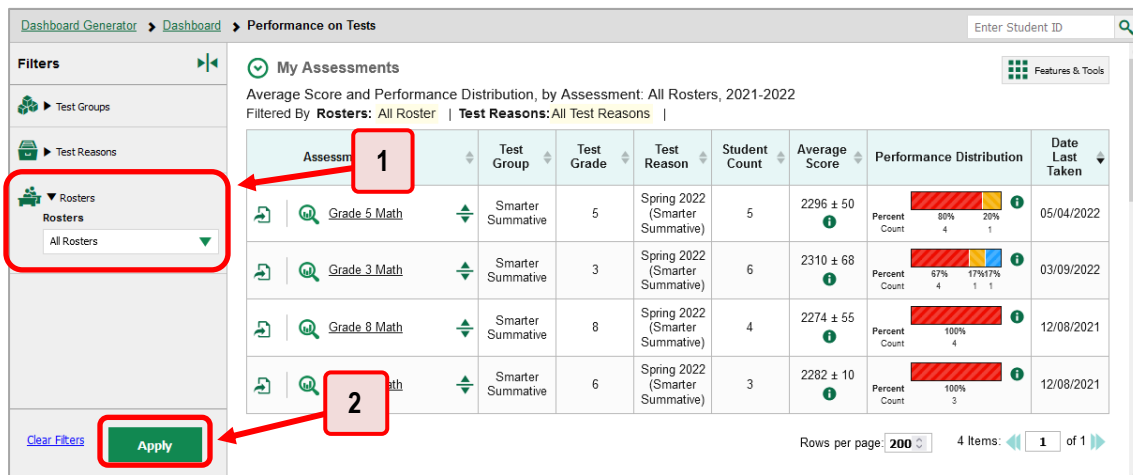 Dashboard Generator > Dashboard > Performance on Tests
Enter Student ID
Filters
Test Groups
Test Reasons
Rosters
Rosters
All Rosters
Clear Filters
Apply
1
2
My Assessments
Features & Tools
Average Score and Performance Distribution, by Assessment: All Rosters, 2021-2022
Filtered By Rosters: All Roster | Test Reasons:All Test Reasons |
Test Group
Test Grade
Test Reason
Student Count
Average Score
Performance Distribution
Date Last Taken
Grade 5 Math
Smarter Summative
5
Spring 2022 (Smarter Summative)
5
2296 ± 50
Percent 80% 20%
Count 4 1
05/04/2022
Grade 3 Math
Smarter Summative
3
Spring 2022 (Smarter Summative)
6
2310 ± 68
Percent 67% 17%17%
Count 4 1 1
03/09/2022
Grade 8 Math
Smarter Summative
8
Spring 2022 (Smarter Summative)
4
2274 ± 55
Percent 100%
Count 4
12/08/2021
Smarter Summative
6
Spring 2022 (Smarter Summative)
3
2282 ± 10
Percent 100%
Count 3
12/08/2021
Rows per page: 200
4 Items: 1 of 1